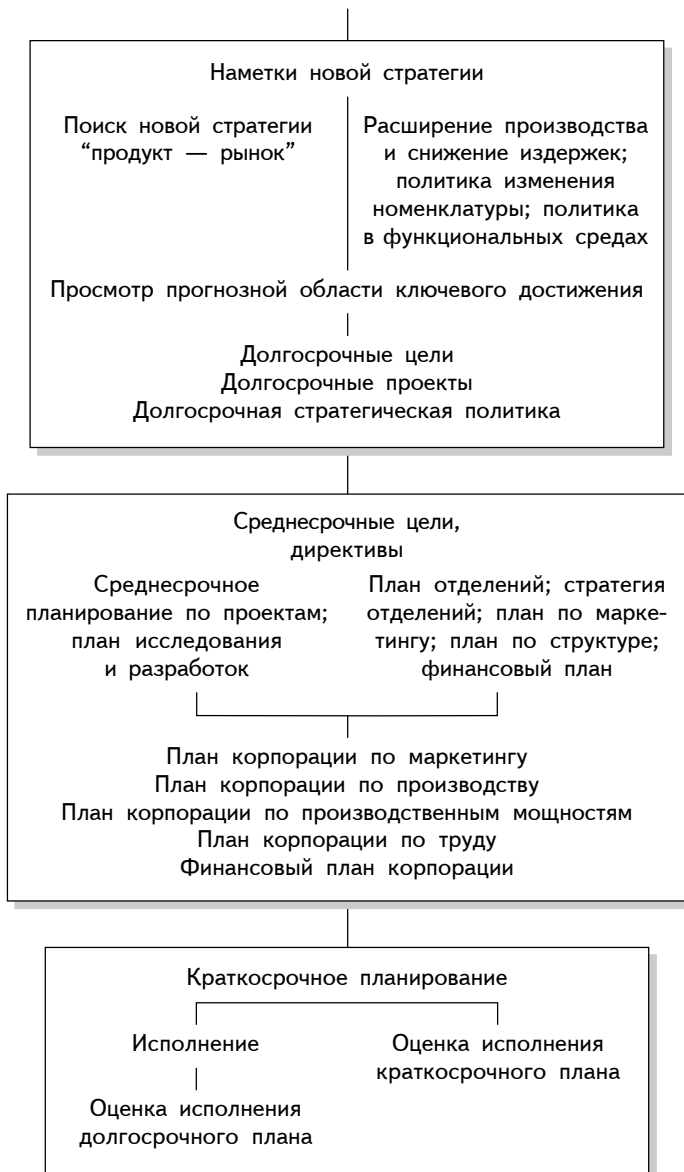 Наметки новой стратегии
Поиск новой стратегии
“продукт — рынок”
Расширение производства
и снижение издержек;
политика изменения
номенклатуры; политика
в функциональных средах
Просмотр прогнозной области ключевого достижения
Долгосрочные цели
Долгосрочные проекты
Долгосрочная стратегическая политика
Среднесрочные цели,
директивы
Среднесрочное
планирование по проектам;
план исследования
и разработок
План отделений; стратегия
отделений; план по марке-
тингу; план по структуре;
финансовый план
План корпорации по маркетингу
План корпорации по производству
План корпорации по производственным мощностям
План корпорации по труду
Финансовый план корпорации
Краткосрочное планирование
Исполнение
Оценка исполнения
краткосрочного плана
Оценка исполнения
долгосрочного плана